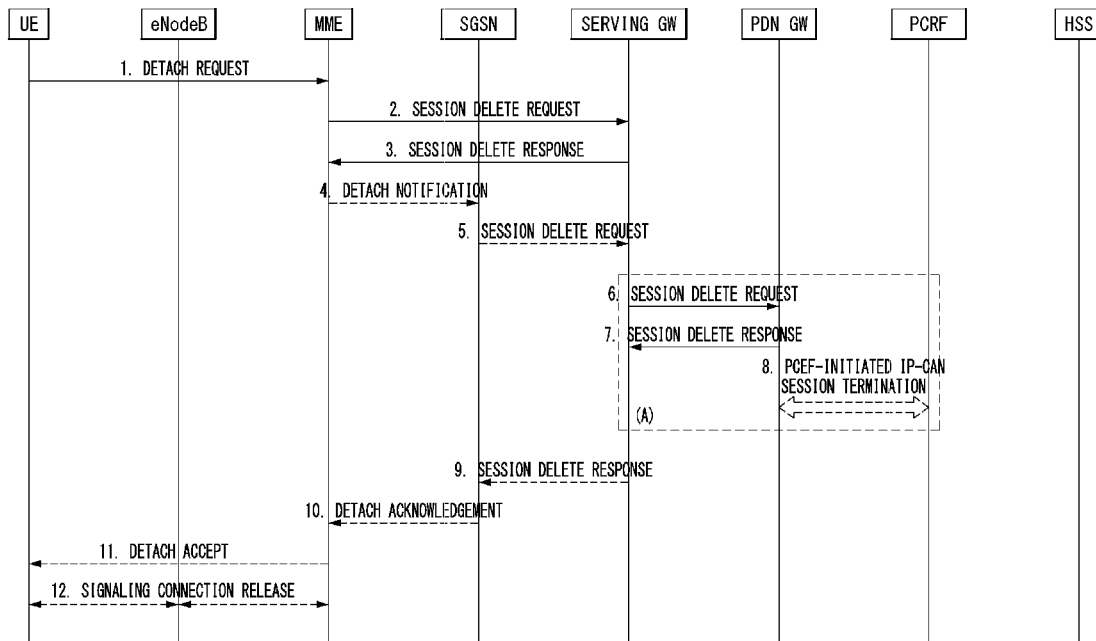 UE
eNodeB
MME
SGSN
SERVING GW
PDN GW
PCRF
HSS
1. DETACH REQUEST
2. SESSION DELETE REQUEST
3. SESSION DELETE RESPONSE
4. DETACH NOTIFICATION
5. SESSION DELETE REQUEST
6. SESSION DELETE REQUEST
7. SESSION DELETE RESPONSE
8. PCEF-INITIATED IP-CAN
SESSION TERMINATION
(A)
9. SESSION DELETE RESPONSE
10. DETACH ACKNOWLEDGEMENT
11. DETACH ACCEPT
12. SIGNALING CONNECTION RELEASE